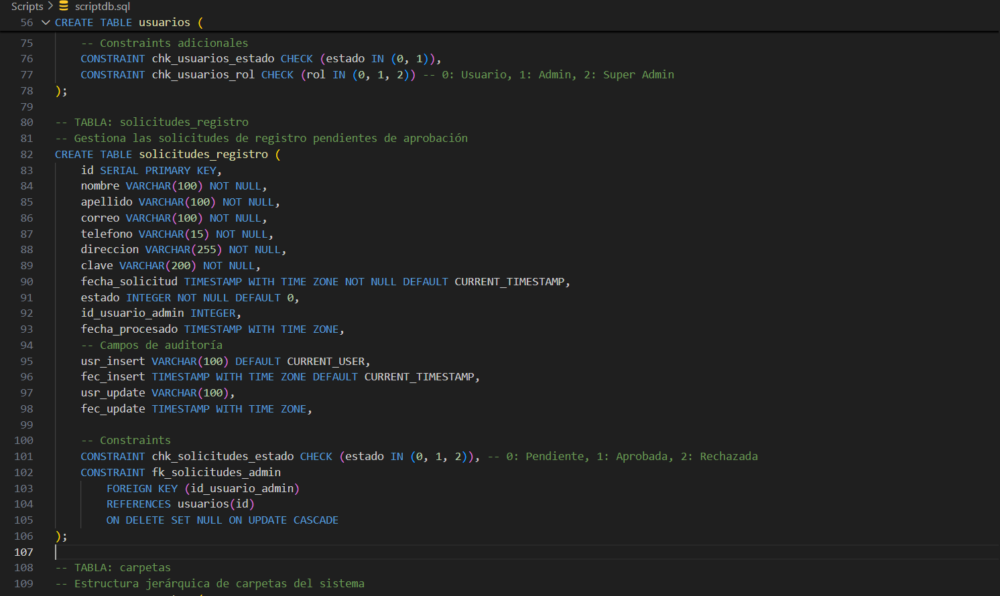 Scripts > scriptdb.sql
56 CREATE TABLE usuarios (
75 -- Constraints adicionales
76 CONSTRAINT chk_usuarios_estado CHECK (estado IN (0, 1)),
77 CONSTRAINT chk_usuarios_rol CHECK (rol IN (0, 1, 2)) -- 0: Usuario, 1: Admin, 2: Super Admin
78 );
79
80 -- TABLA: solicitudes_registro
81 -- Gestiona las solicitudes de registro pendientes de aprobación
82 CREATE TABLE solicitudes_registro (
83 id SERIAL PRIMARY KEY,
84 nombre VARCHAR(100) NOT NULL,
85 apellido VARCHAR(100) NOT NULL,
86 correo VARCHAR(100) NOT NULL,
87 telefono VARCHAR(15) NOT NULL,
88 direccion VARCHAR(255) NOT NULL,
89 clave VARCHAR(200) NOT NULL,
90 fecha_solicitud TIMESTAMP WITH TIME ZONE NOT NULL DEFAULT CURRENT_TIMESTAMP,
91 estado INTEGER NOT NULL DEFAULT 0,
92 id_usuario_admin INTEGER,
93 fecha_procesado TIMESTAMP WITH TIME ZONE,
94 -- Campos de auditoría
95 usr_insert VARCHAR(100) DEFAULT CURRENT_USER,
96 fec_insert TIMESTAMP WITH TIME ZONE DEFAULT CURRENT_TIMESTAMP,
97 usr_update VARCHAR(100),
98 fec_update TIMESTAMP WITH TIME ZONE,
99
100 -- Constraints
101 CONSTRAINT chk_solicitudes_estado CHECK (estado IN (0, 1, 2)), -- 0: Pendiente, 1: Aprobada, 2: Rechazada
102 CONSTRAINT fk_solicitudes_admin
103 FOREIGN KEY (id_usuario_admin)
104 REFERENCES usuarios(id)
105 ON DELETE SET NULL ON UPDATE CASCADE
106 );
107
108 -- TABLA: carpetas
109 -- Estructura jerárquica de carpetas del sistema